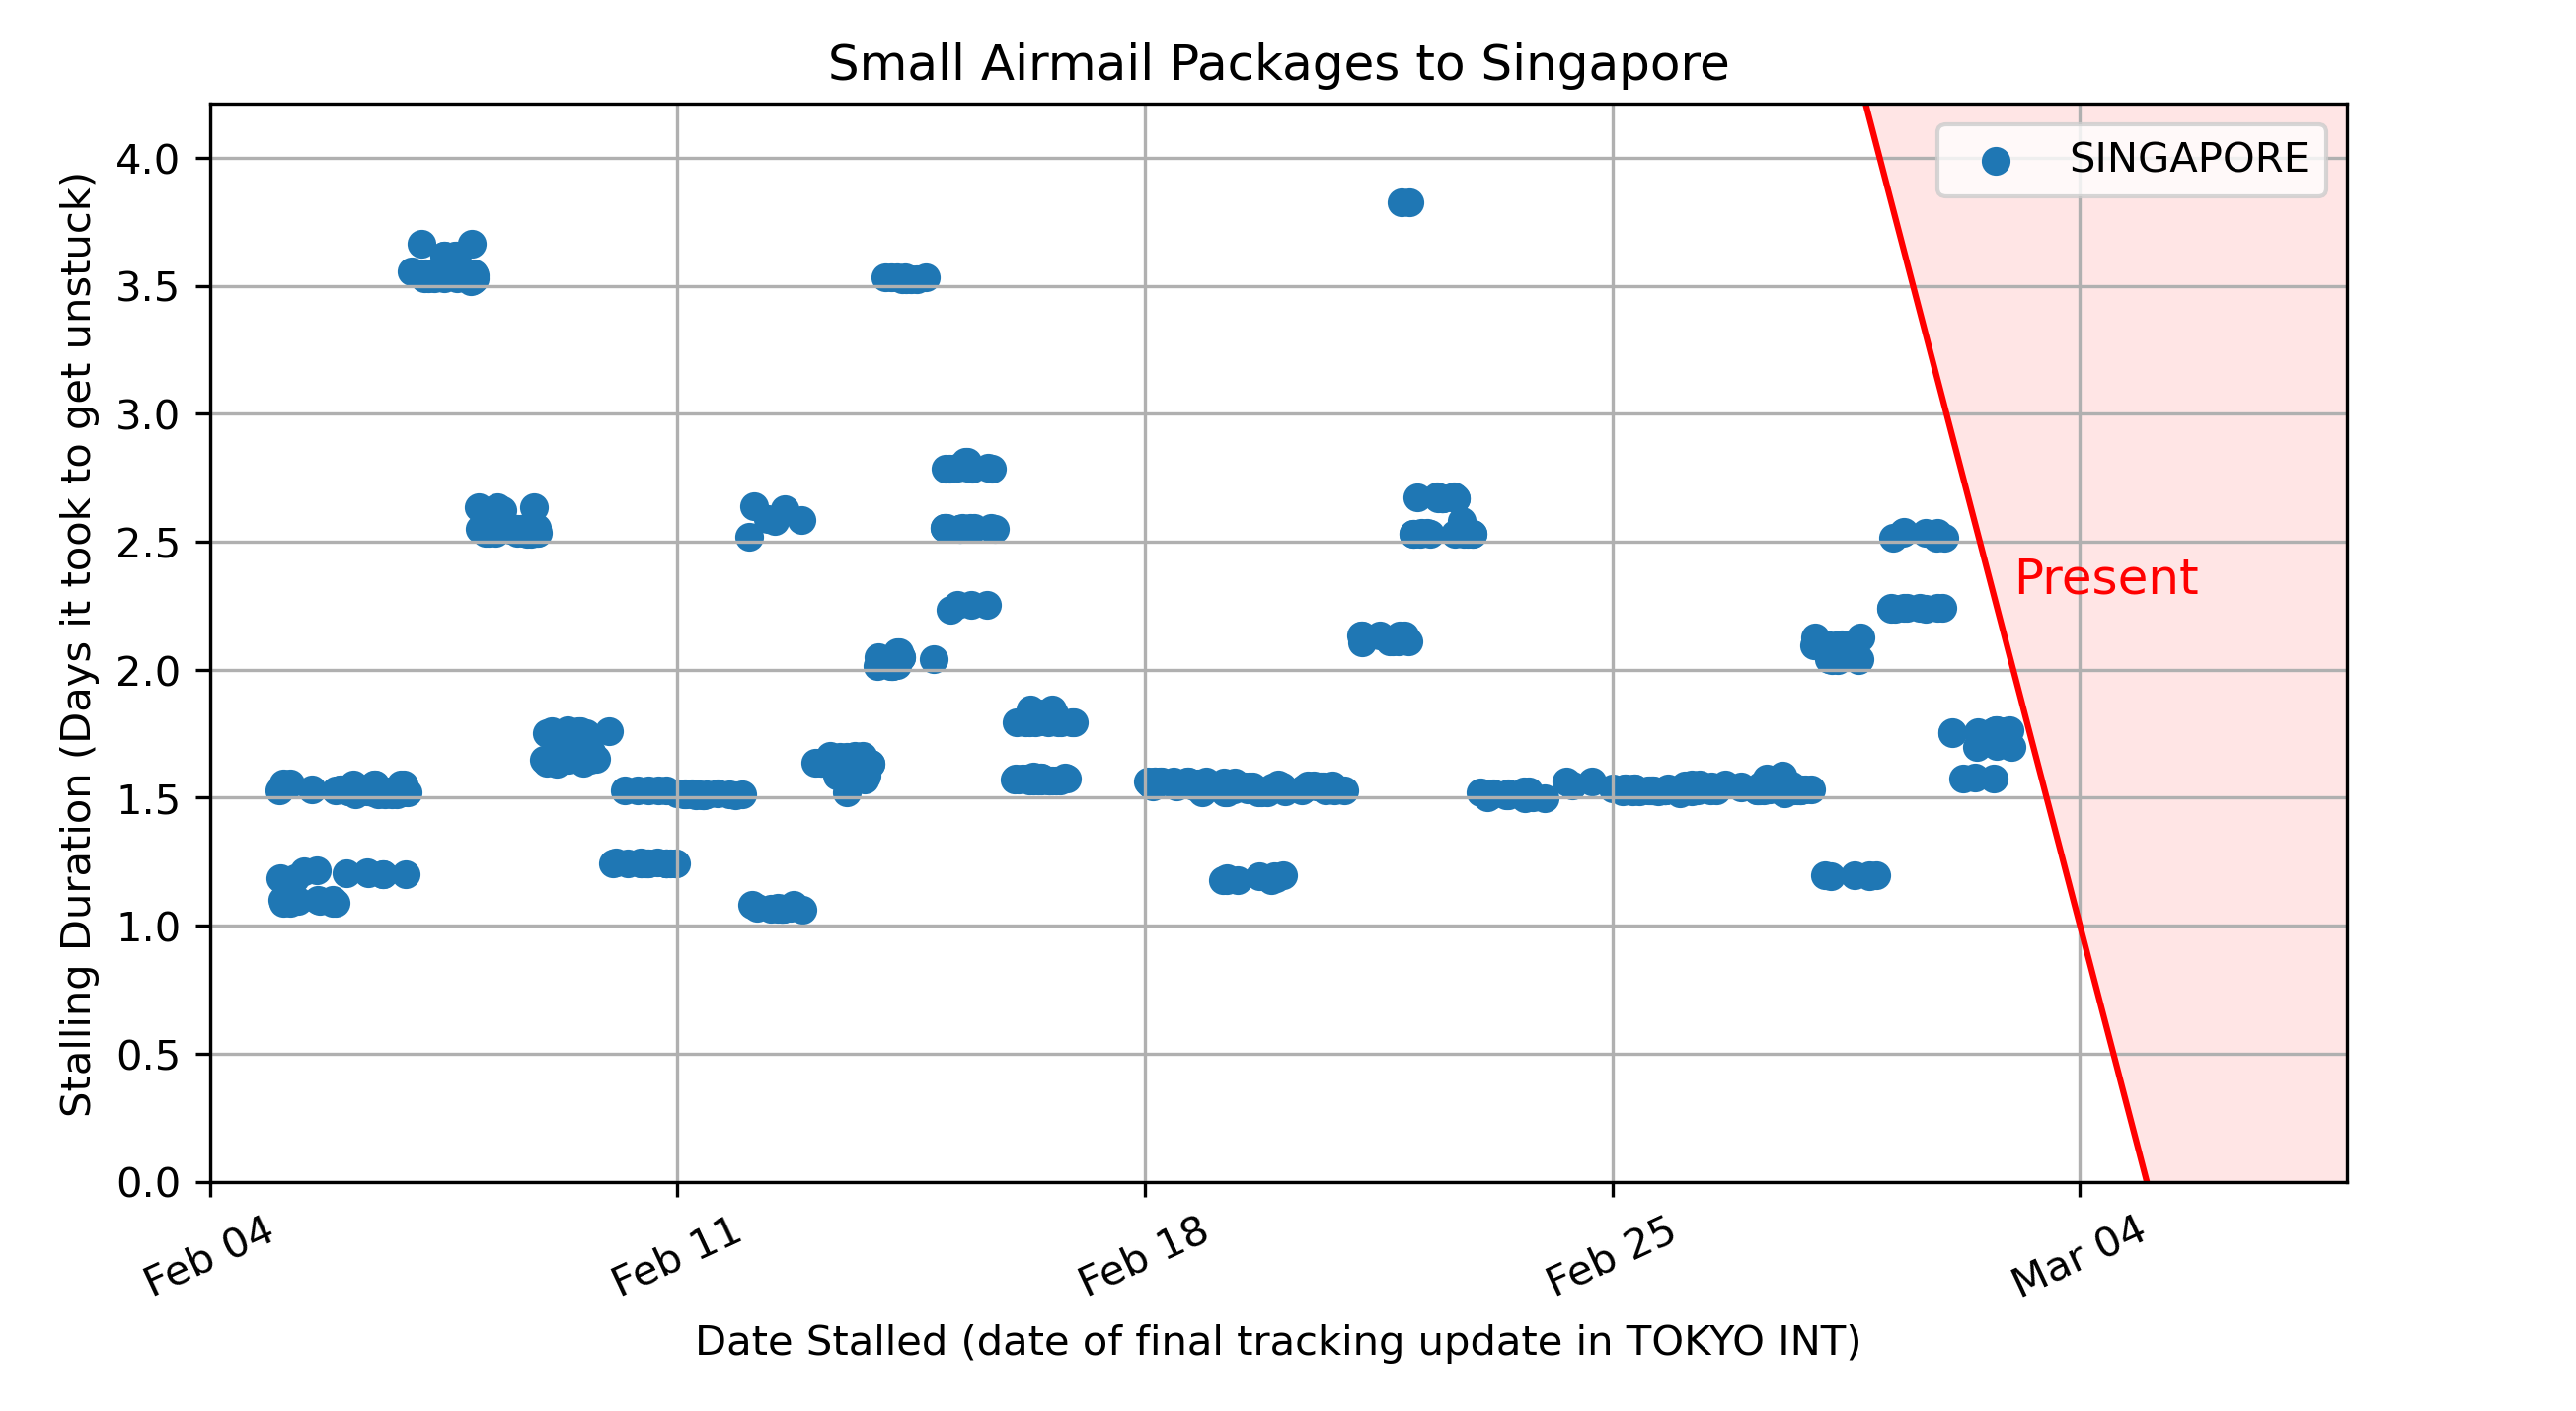 Small Airmail Packages to Singapore
SINGAPORE
Present
Stalling Duration (Days it took to get unstuck)
4.0
3.5
3.0
2.5
2.0
1.5
1.0
0.5
0.0
Feb 04
Feb 11
Feb 18
Feb 25
Mar 04
Date Stalled (date of final tracking update in TOKYO INT)